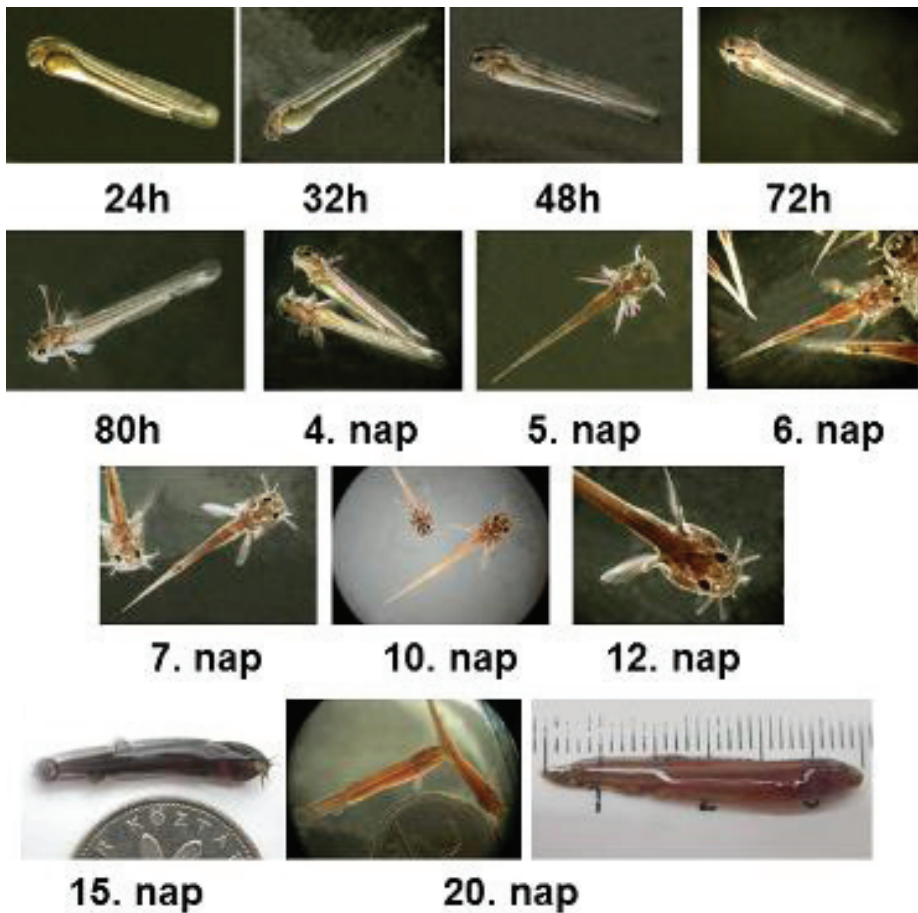 24h 32h 48h 72h
80h 4. nap 5. nap 6. nap
7. nap 10. nap 12. nap
R KÖZTÁ
15. nap 20. nap